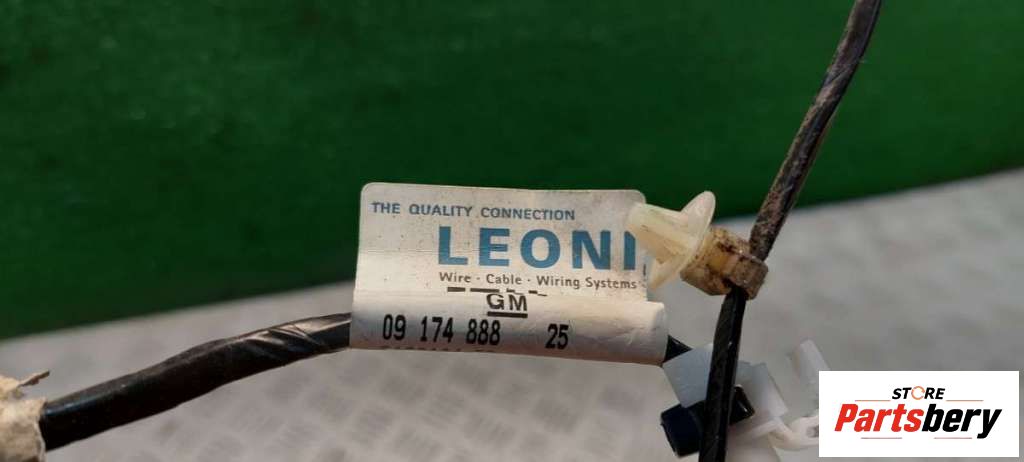 THE QUALITY CONNECTION
LEONI
Wire · Cable · Wiring Systems
GM
09 174 888 25
STORE
Partsbery